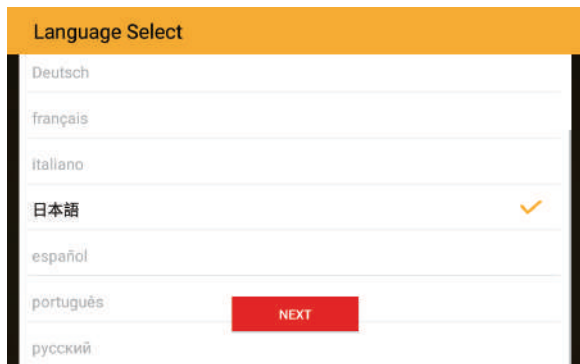 Language Select
Deutsch
français
italiano
日本語
español
português
NEXT
русский